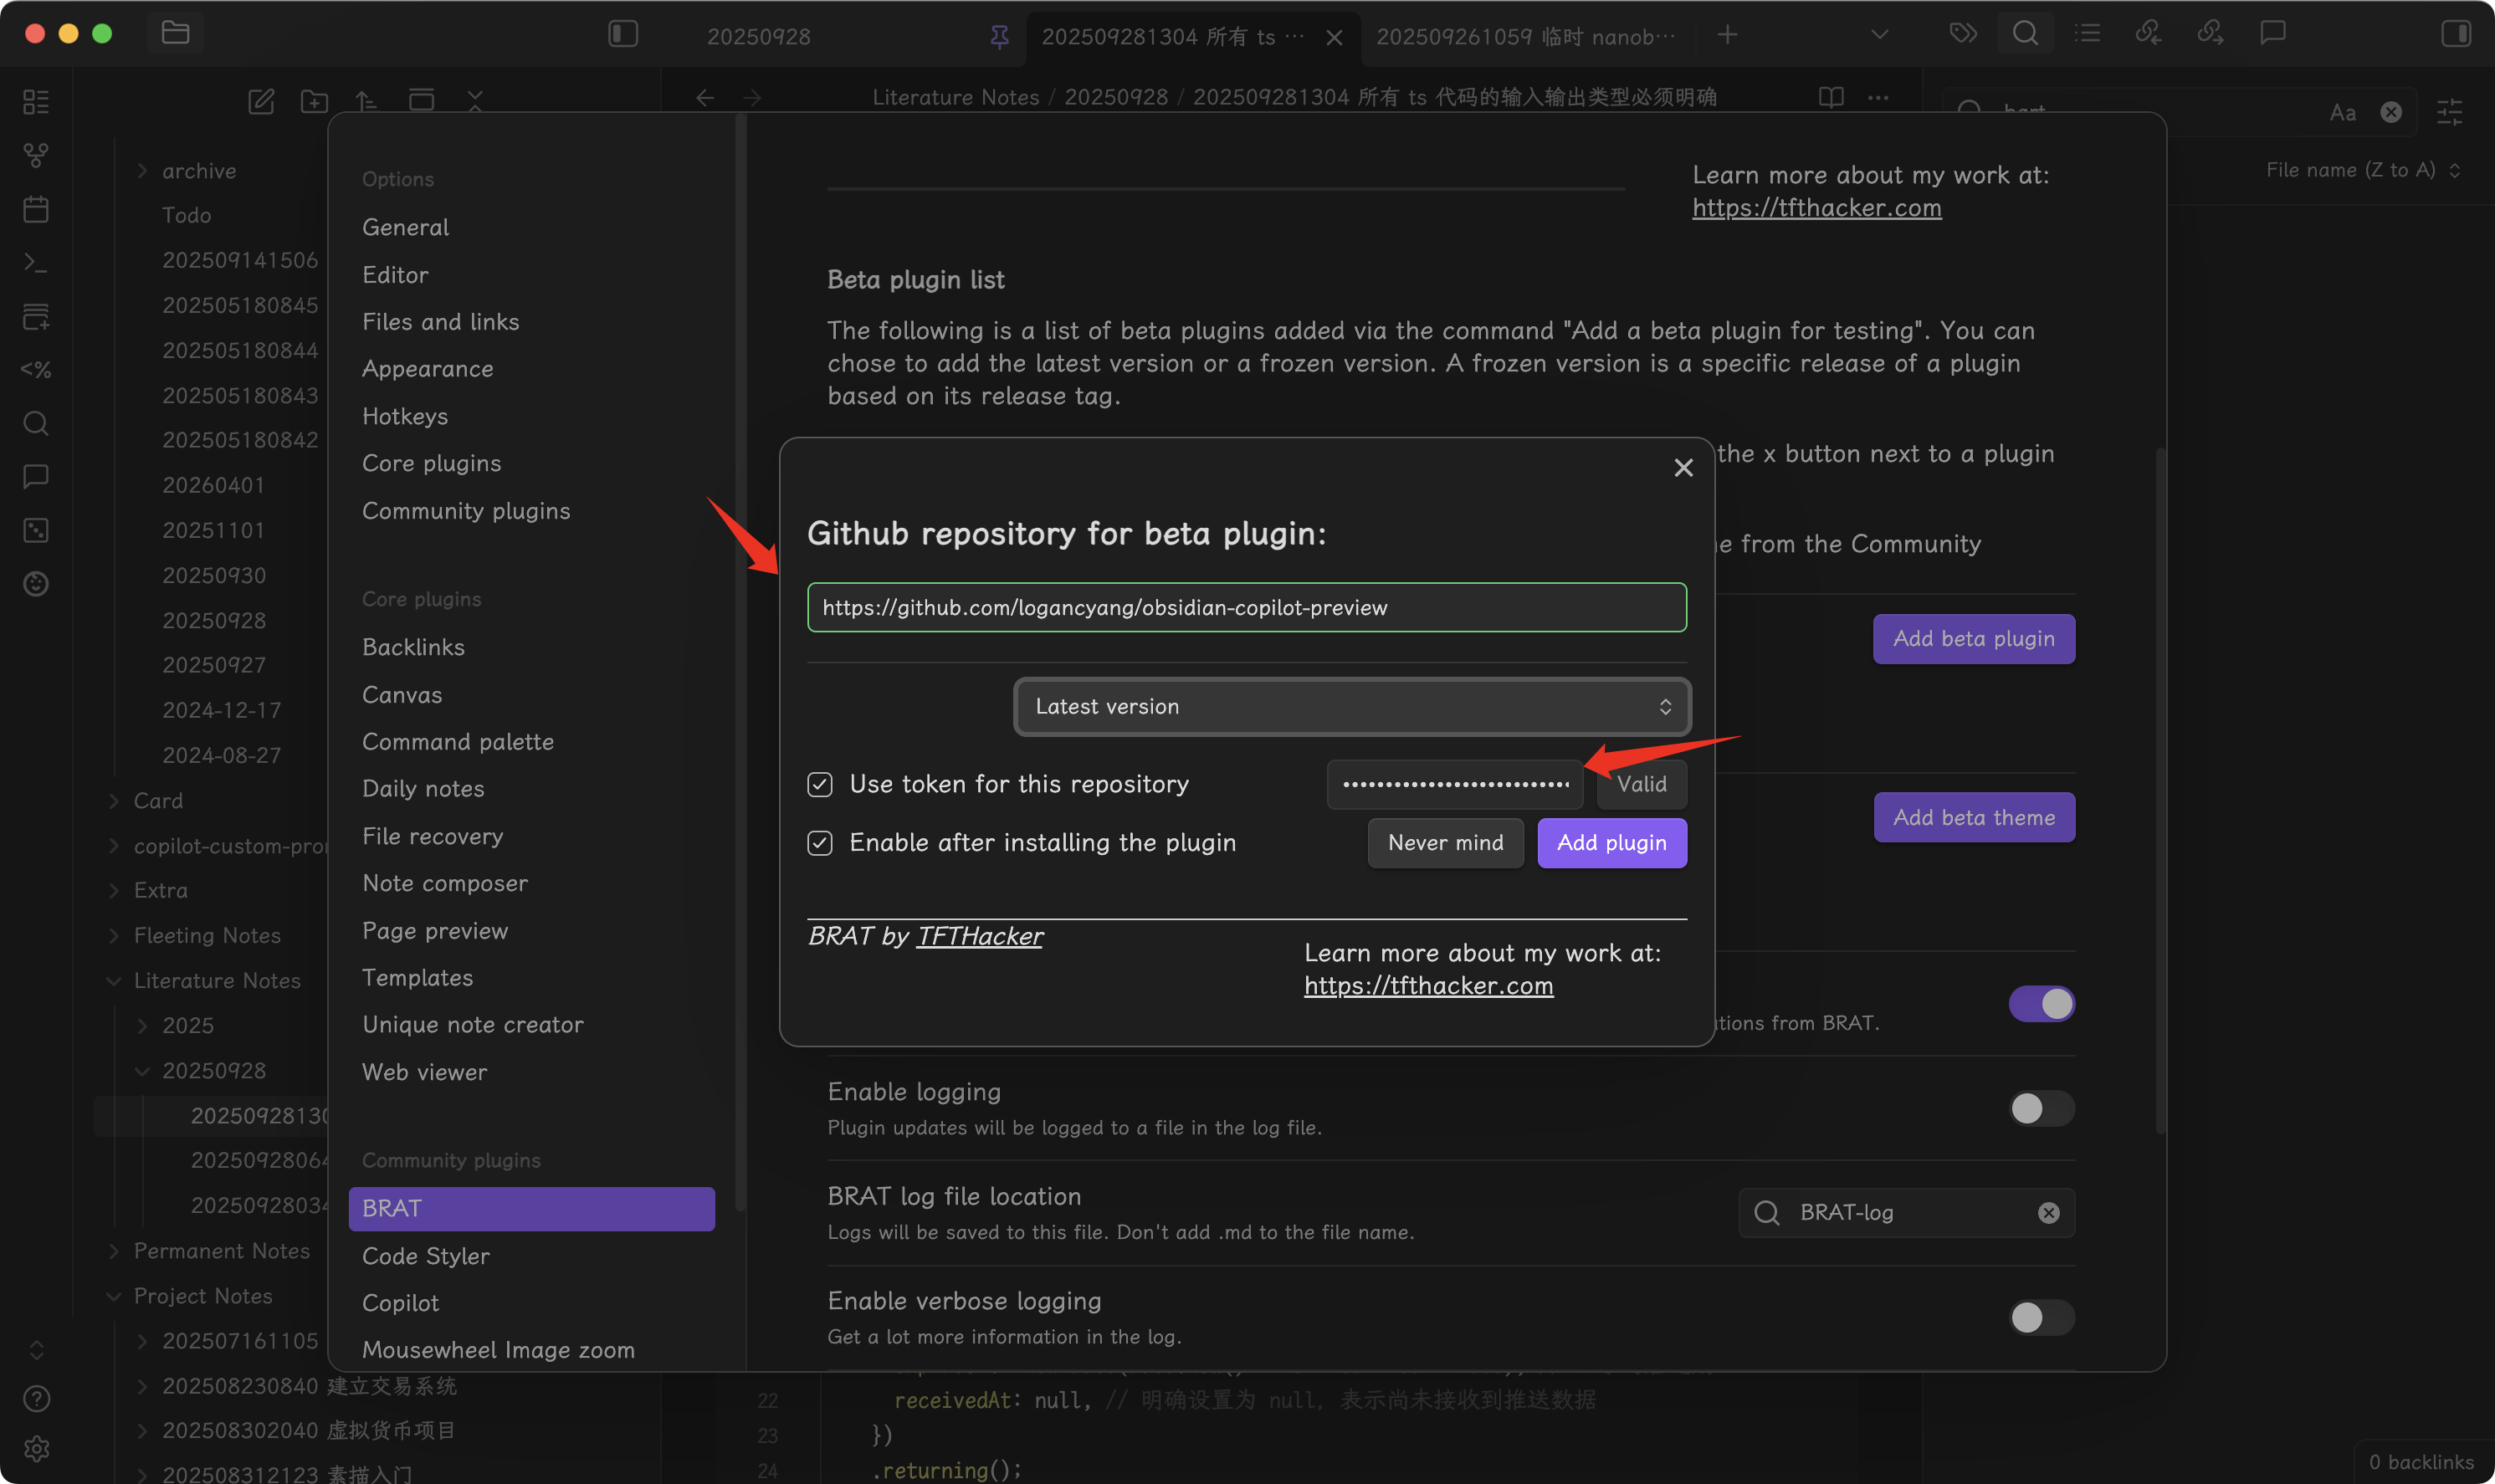 20250928
202509281304 所有 ts ···
202509261059 临时 nanob···
Literature Notes / 20250928 / 202509281304 所有 ts 代码的输入输出类型必须明确
Aa
File name (Z to A)
archive
Todo
202509141506
202505180845
202505180844
202505180843
202505180842
20260401
20251101
20250930
20250928
20250927
2024-12-17
2024-08-27
Card
copilot-custom-pro
Extra
Fleeting Notes
Literature Notes
2025
20250928
2025092813
2025092806
2025092803
Permanent Notes
Project Notes
202507161105
202508230840 建立交易系统
202508302040 虚拟货币项目
202508312123 素描入门
Options
General
Editor
Files and links
Appearance
Hotkeys
Core plugins
Community plugins
Core plugins
Backlinks
Canvas
Command palette
Daily notes
File recovery
Note composer
Page preview
Templates
Unique note creator
Web viewer
Community plugins
BRAT
Code Styler
Copilot
Mousewheel Image zoom
Learn more about my work at:
https://tfthacker.com
Beta plugin list
The following is a list of beta plugins added via the command "Add a beta plugin for testing". You can
chose to add the latest version or a frozen version. A frozen version is a specific release of a plugin
based on its release tag.
the x button next to a plugin
from the Community
Add beta plugin
Add beta theme
Github repository for beta plugin:
https://github.com/logancyang/obsidian-copilot-preview
Latest version
Use token for this repository
Valid
Enable after installing the plugin
Never mind
Add plugin
BRAT by TFTHacker
Learn more about my work at:
https://tfthacker.com
from BRAT.
Enable logging
Plugin updates will be logged to a file in the log file.
BRAT log file location
Logs will be saved to this file. Don't add .md to the file name.
BRAT-log
Enable verbose logging
Get a lot more information in the log.
22 receivedAt: null, // 明确设置为 null, 表示尚未接收到推送数据
23 })
24 .returning();
0 backlinks